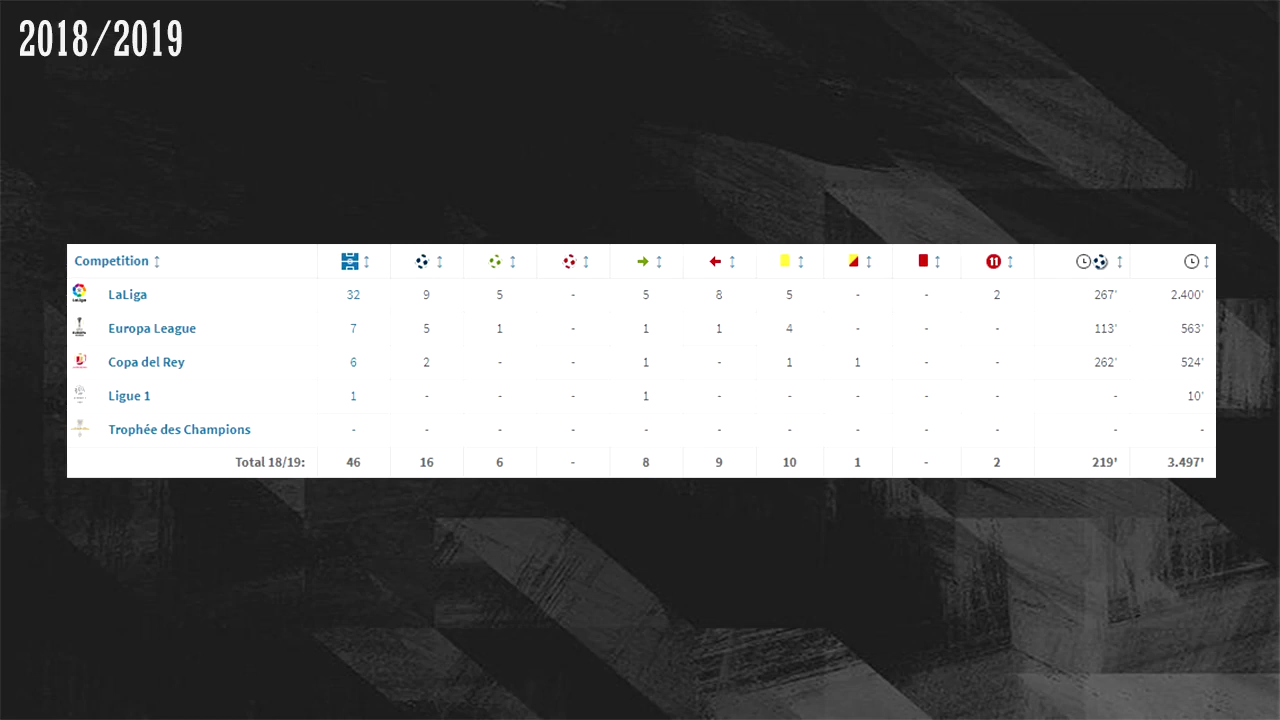 2018/2019
Competition 11
LaLiga 32 9 5 - 5 8 5 - - 2 267' 2.400'
Europa League 7 5 1 - 1 1 4 - - - 113' 563'
Copa del Rey 6 2 - - 1 - 1 1 - - 262' 524'
Ligue 1 1 - - - 1 - - - - - - 10'
Trophée des Champions - - - - - - - - - - - -
Total 18/19: 46 16 6 - 8 9 10 1 - 2 219' 3.497'